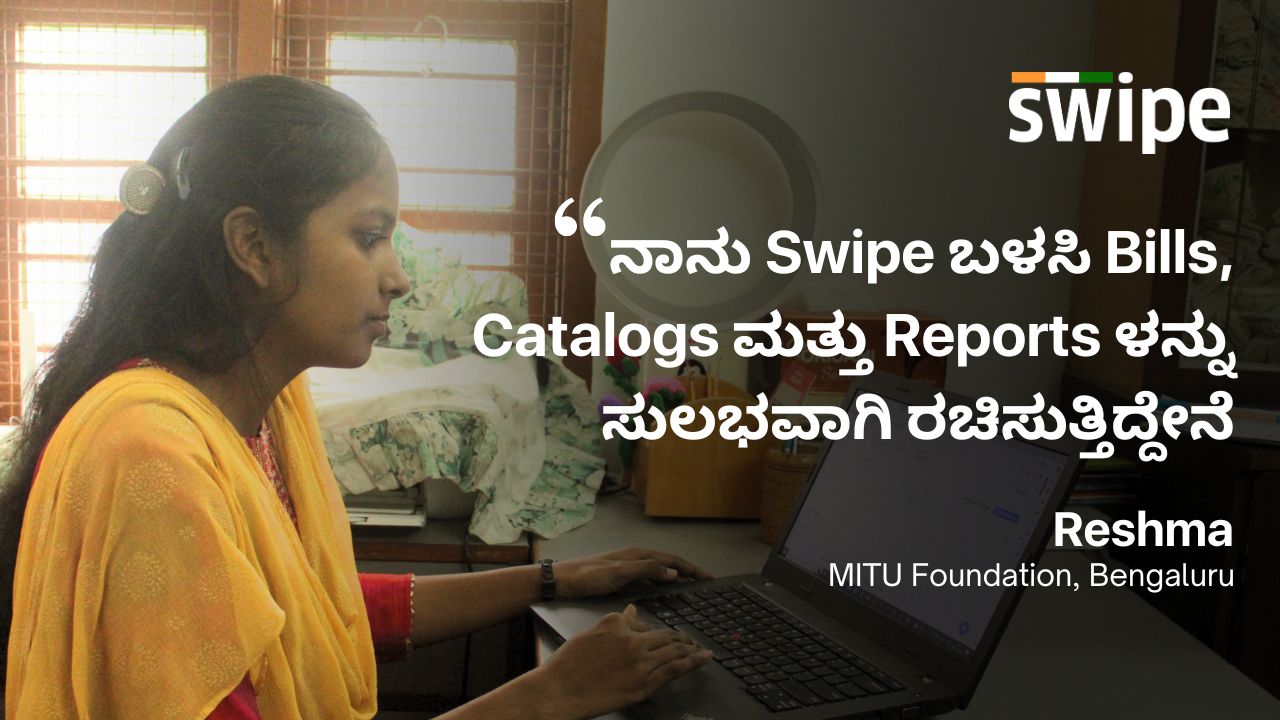 swipe
“ನಾನು Swipe ಬಳಸಿ Bills,
Catalogs ಮತ್ತು Reports ಳನ್ನು
ಸುಲಭವಾಗಿ ರಚಿಸುತ್ತಿದ್ದೇನೆ
Reshma
MITU Foundation, Bengaluru